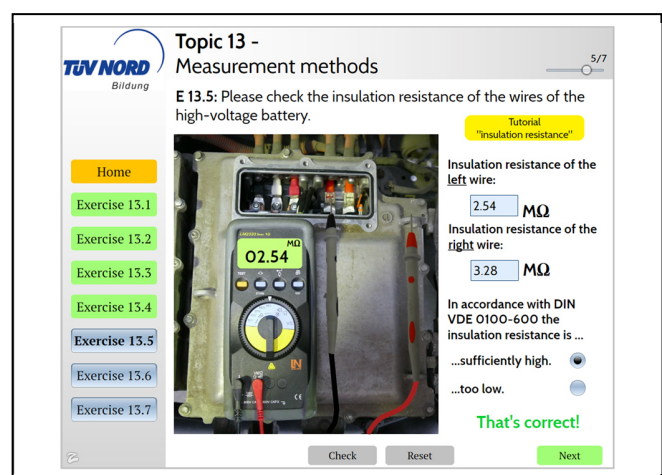 TÜV NORD
Bildung
Topic 13 -
Measurement methods
5/7
E 13.5: Please check the insulation resistance of the wires of the
high-voltage battery.
Tutorial
"insulation resistance"
Home
Exercise 13.1
Exercise 13.2
Exercise 13.3
Exercise 13.4
Exercise 13.5
Exercise 13.6
Exercise 13.7
MΩ
02.54
Insulation resistance of the
left wire:
2.54 MΩ
Insulation resistance of the
right wire:
3.28 MΩ
In accordance with DIN
VDE 0100-600 the
insulation resistance is ...
...sufficiently high.
...too low.
That's correct!
Check
Reset
Next